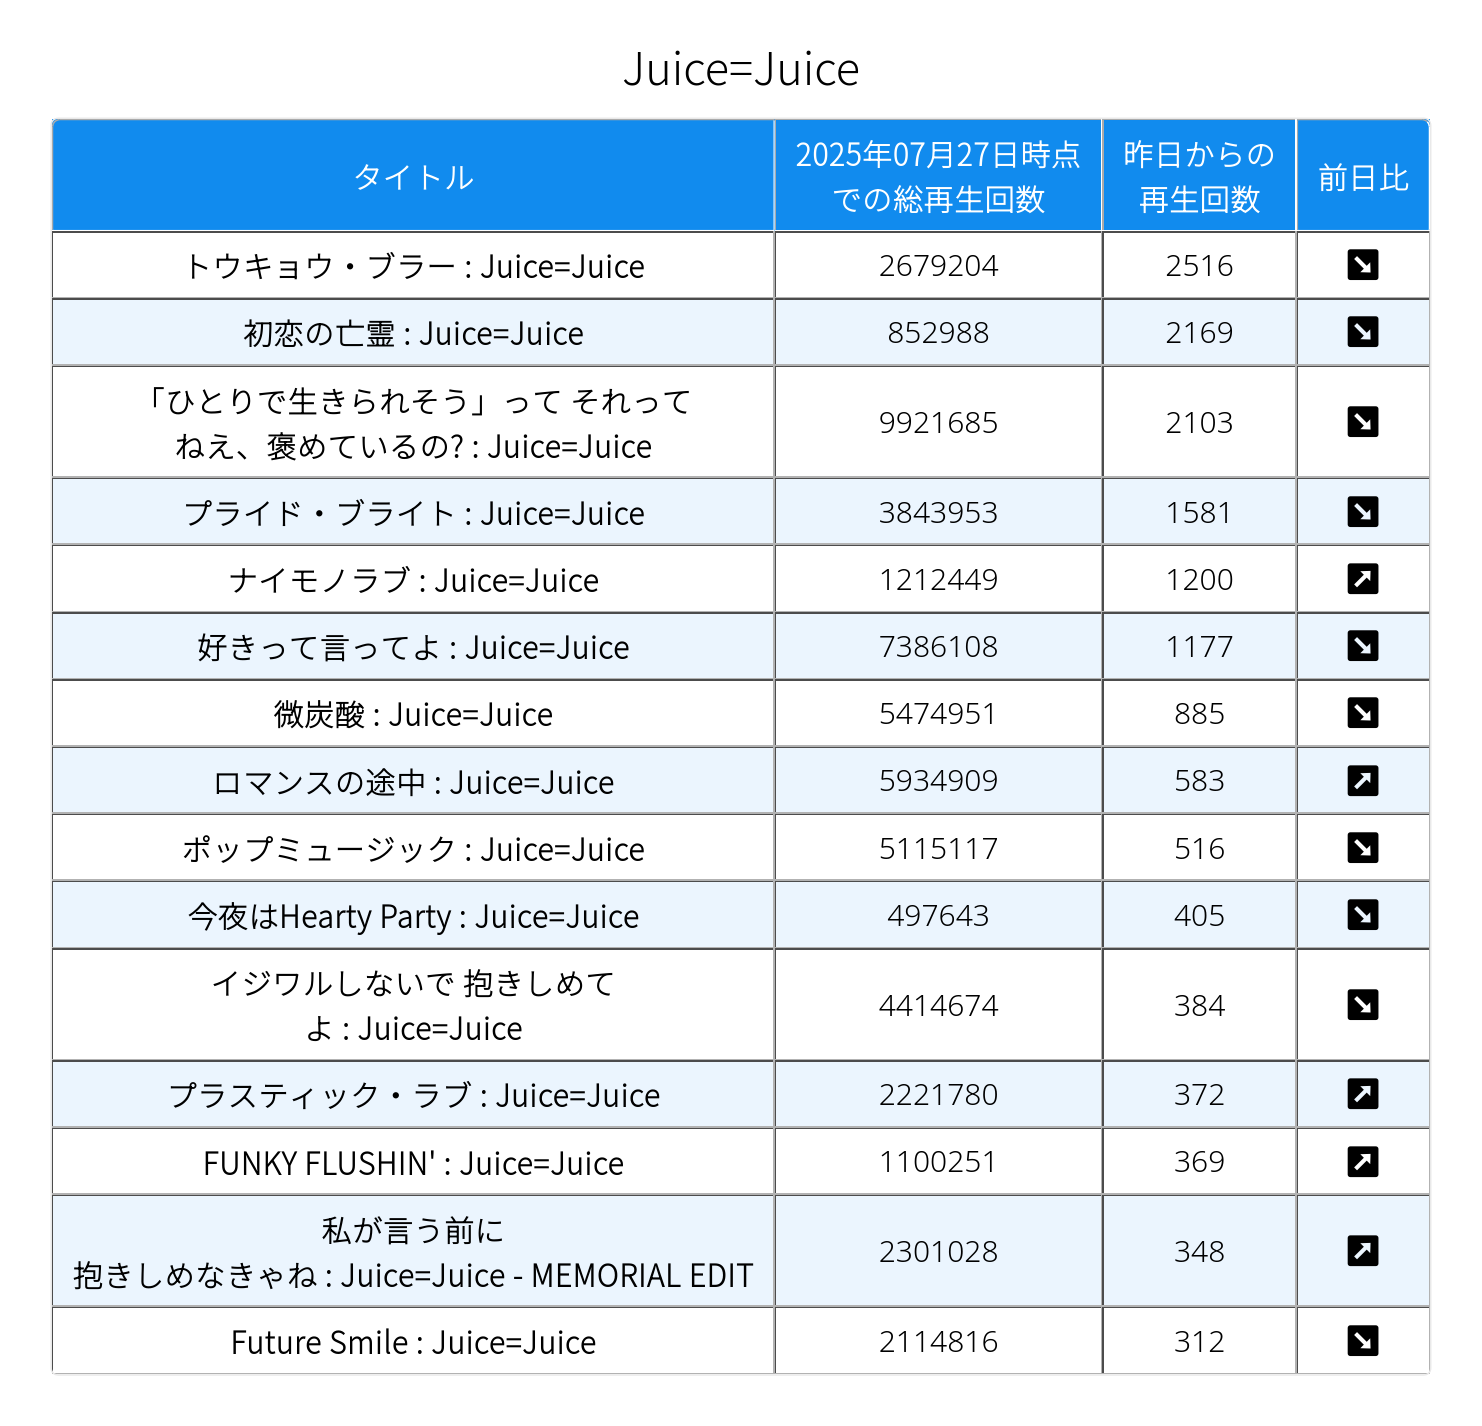 Juice=Juice
タイトル
2025年07月27日時点
での総再生回数
昨日からの
再生回数
前日比
トウキョウ・ブラー : Juice=Juice
2679204
2516
初恋の亡霊 : Juice=Juice
852988
2169
「ひとりで生きられそう」って それって
ねえ、褒めているの? : Juice=Juice
9921685
2103
プライド・ブライト : Juice=Juice
3843953
1581
ナイモノラブ : Juice=Juice
1212449
1200
好きって言ってよ : Juice=Juice
7386108
1177
微炭酸 : Juice=Juice
5474951
885
ロマンスの途中 : Juice=Juice
5934909
583
ポップミュージック : Juice=Juice
5115117
516
今夜はHearty Party : Juice=Juice
497643
405
イジワルしないで 抱きしめて
よ : Juice=Juice
4414674
384
プラスティック・ラブ : Juice=Juice
2221780
372
FUNKY FLUSHIN' : Juice=Juice
1100251
369
私が言う前に
抱きしめなきゃね : Juice=Juice - MEMORIAL EDIT
2301028
348
Future Smile : Juice=Juice
2114816
312